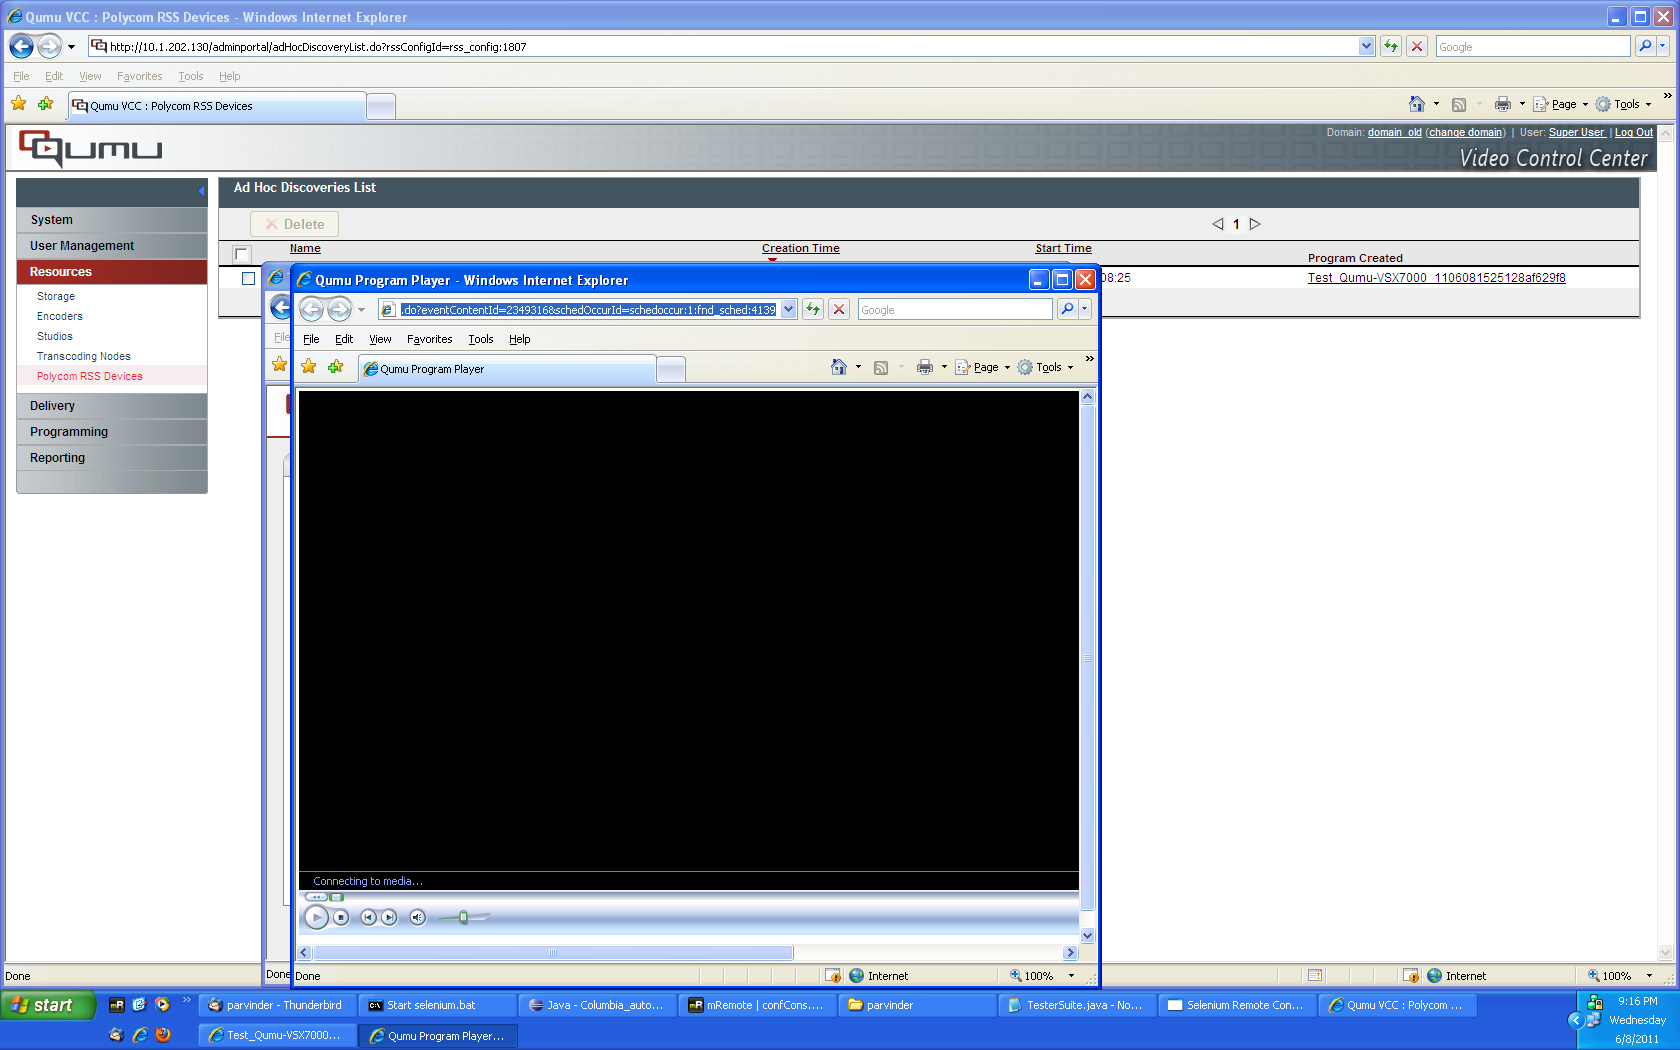 Qumu VCC : Polycom RSS Devices - Windows Internet Explorer
http://10.1.202.130/adminportal/adHocDiscoveryList.do?rssConfigId=rss_config:1807
Google
File Edit View Favorites Tools Help
Qumu VCC : Polycom RSS Devices
Page Tools
QUMU
Domain: domain_old (change domain) | User: Super User | Log Out
Video Control Center
Ad Hoc Discoveries List
System
User Management
Resources
Storage
Encoders
Studios
Transcoding Nodes
Polycom RSS Devices
Delivery
Programming
Reporting
Delete
1
Name Creation Time Start Time Program Created
08:25 Test_Qumu-VSX7000_1106081525128af629f8
Qumu Program Player - Windows Internet Explorer
.do?eventContentId=2349316&schedOccurId=schedoccur:1:fnd_sched:4139
Google
File
File Edit View Favorites Tools Help
Qumu Program Player
Page Tools
Connecting to media...
Done
Done
Done
Internet
100%
Internet
100%
start
parvinder - Thunderbird
Start selenium.bat
Java - Columbia_auto...
mRemote | confCons....
parvinder
TesterSuite.java - No...
Selenium Remote Con...
Qumu VCC : Polycom ...
Test_Qumu-VSX7000...
Qumu Program Player...
9:16 PM
Wednesday
6/8/2011